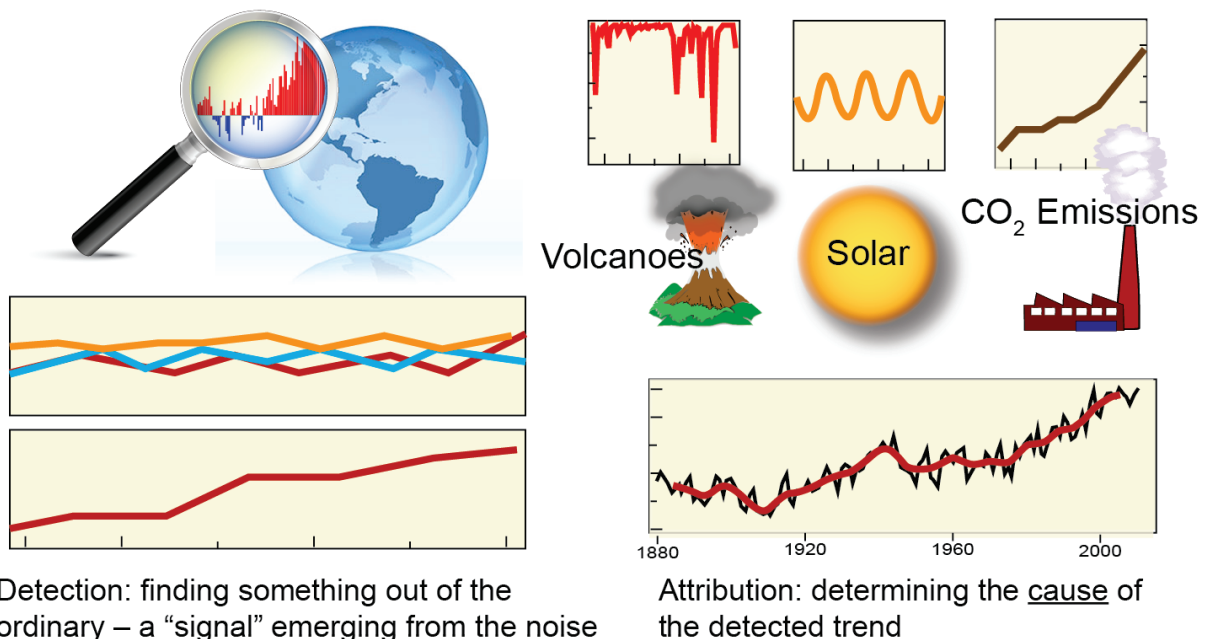 Volcanoes
Solar
CO₂ Emissions
1880 1920 1960 2000
Detection: finding something out of the
ordinary – a “signal” emerging from the noise
Attribution: determining the cause of
the detected trend